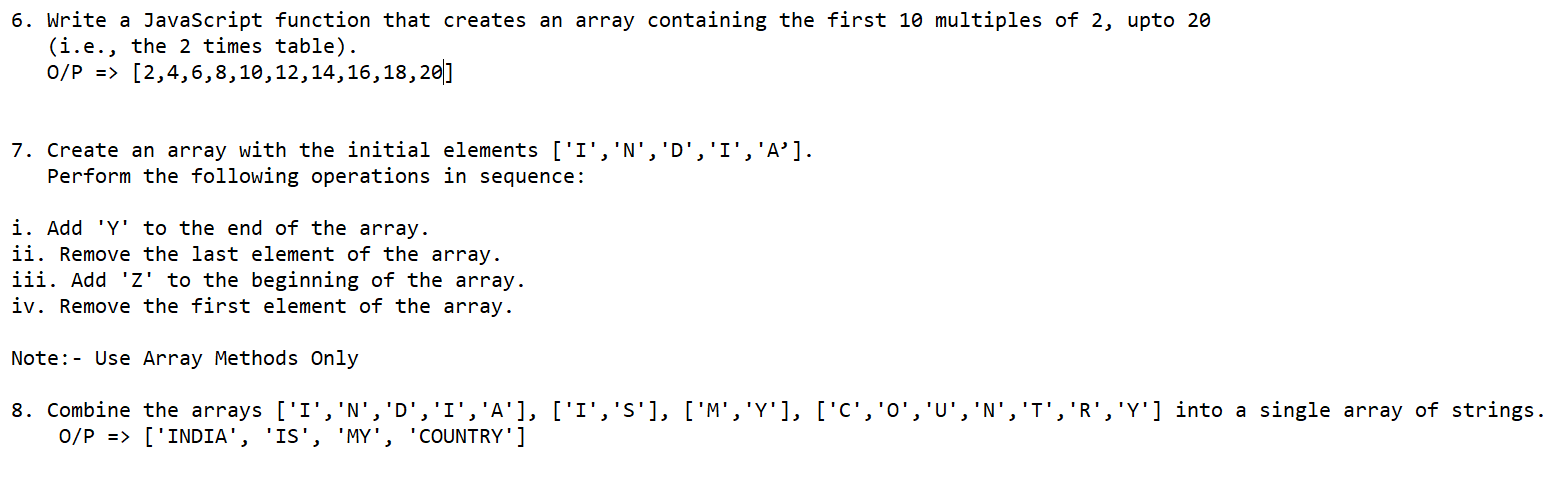 6. Write a JavaScript function that creates an array containing the first 10 multiples of 2, upto 20
(i.e., the 2 times table).
O/P => [2,4,6,8,10,12,14,16,18,20]
7. Create an array with the initial elements ['I','N','D','I','A’].
Perform the following operations in sequence:
i. Add 'Y' to the end of the array.
ii. Remove the last element of the array.
iii. Add 'Z' to the beginning of the array.
iv. Remove the first element of the array.
Note:- Use Array Methods Only
8. Combine the arrays ['I','N','D','I','A'], ['I','S'], ['M','Y'], ['C','O','U','N','T','R','Y'] into a single array of strings.
O/P => ['INDIA', 'IS', 'MY', 'COUNTRY']